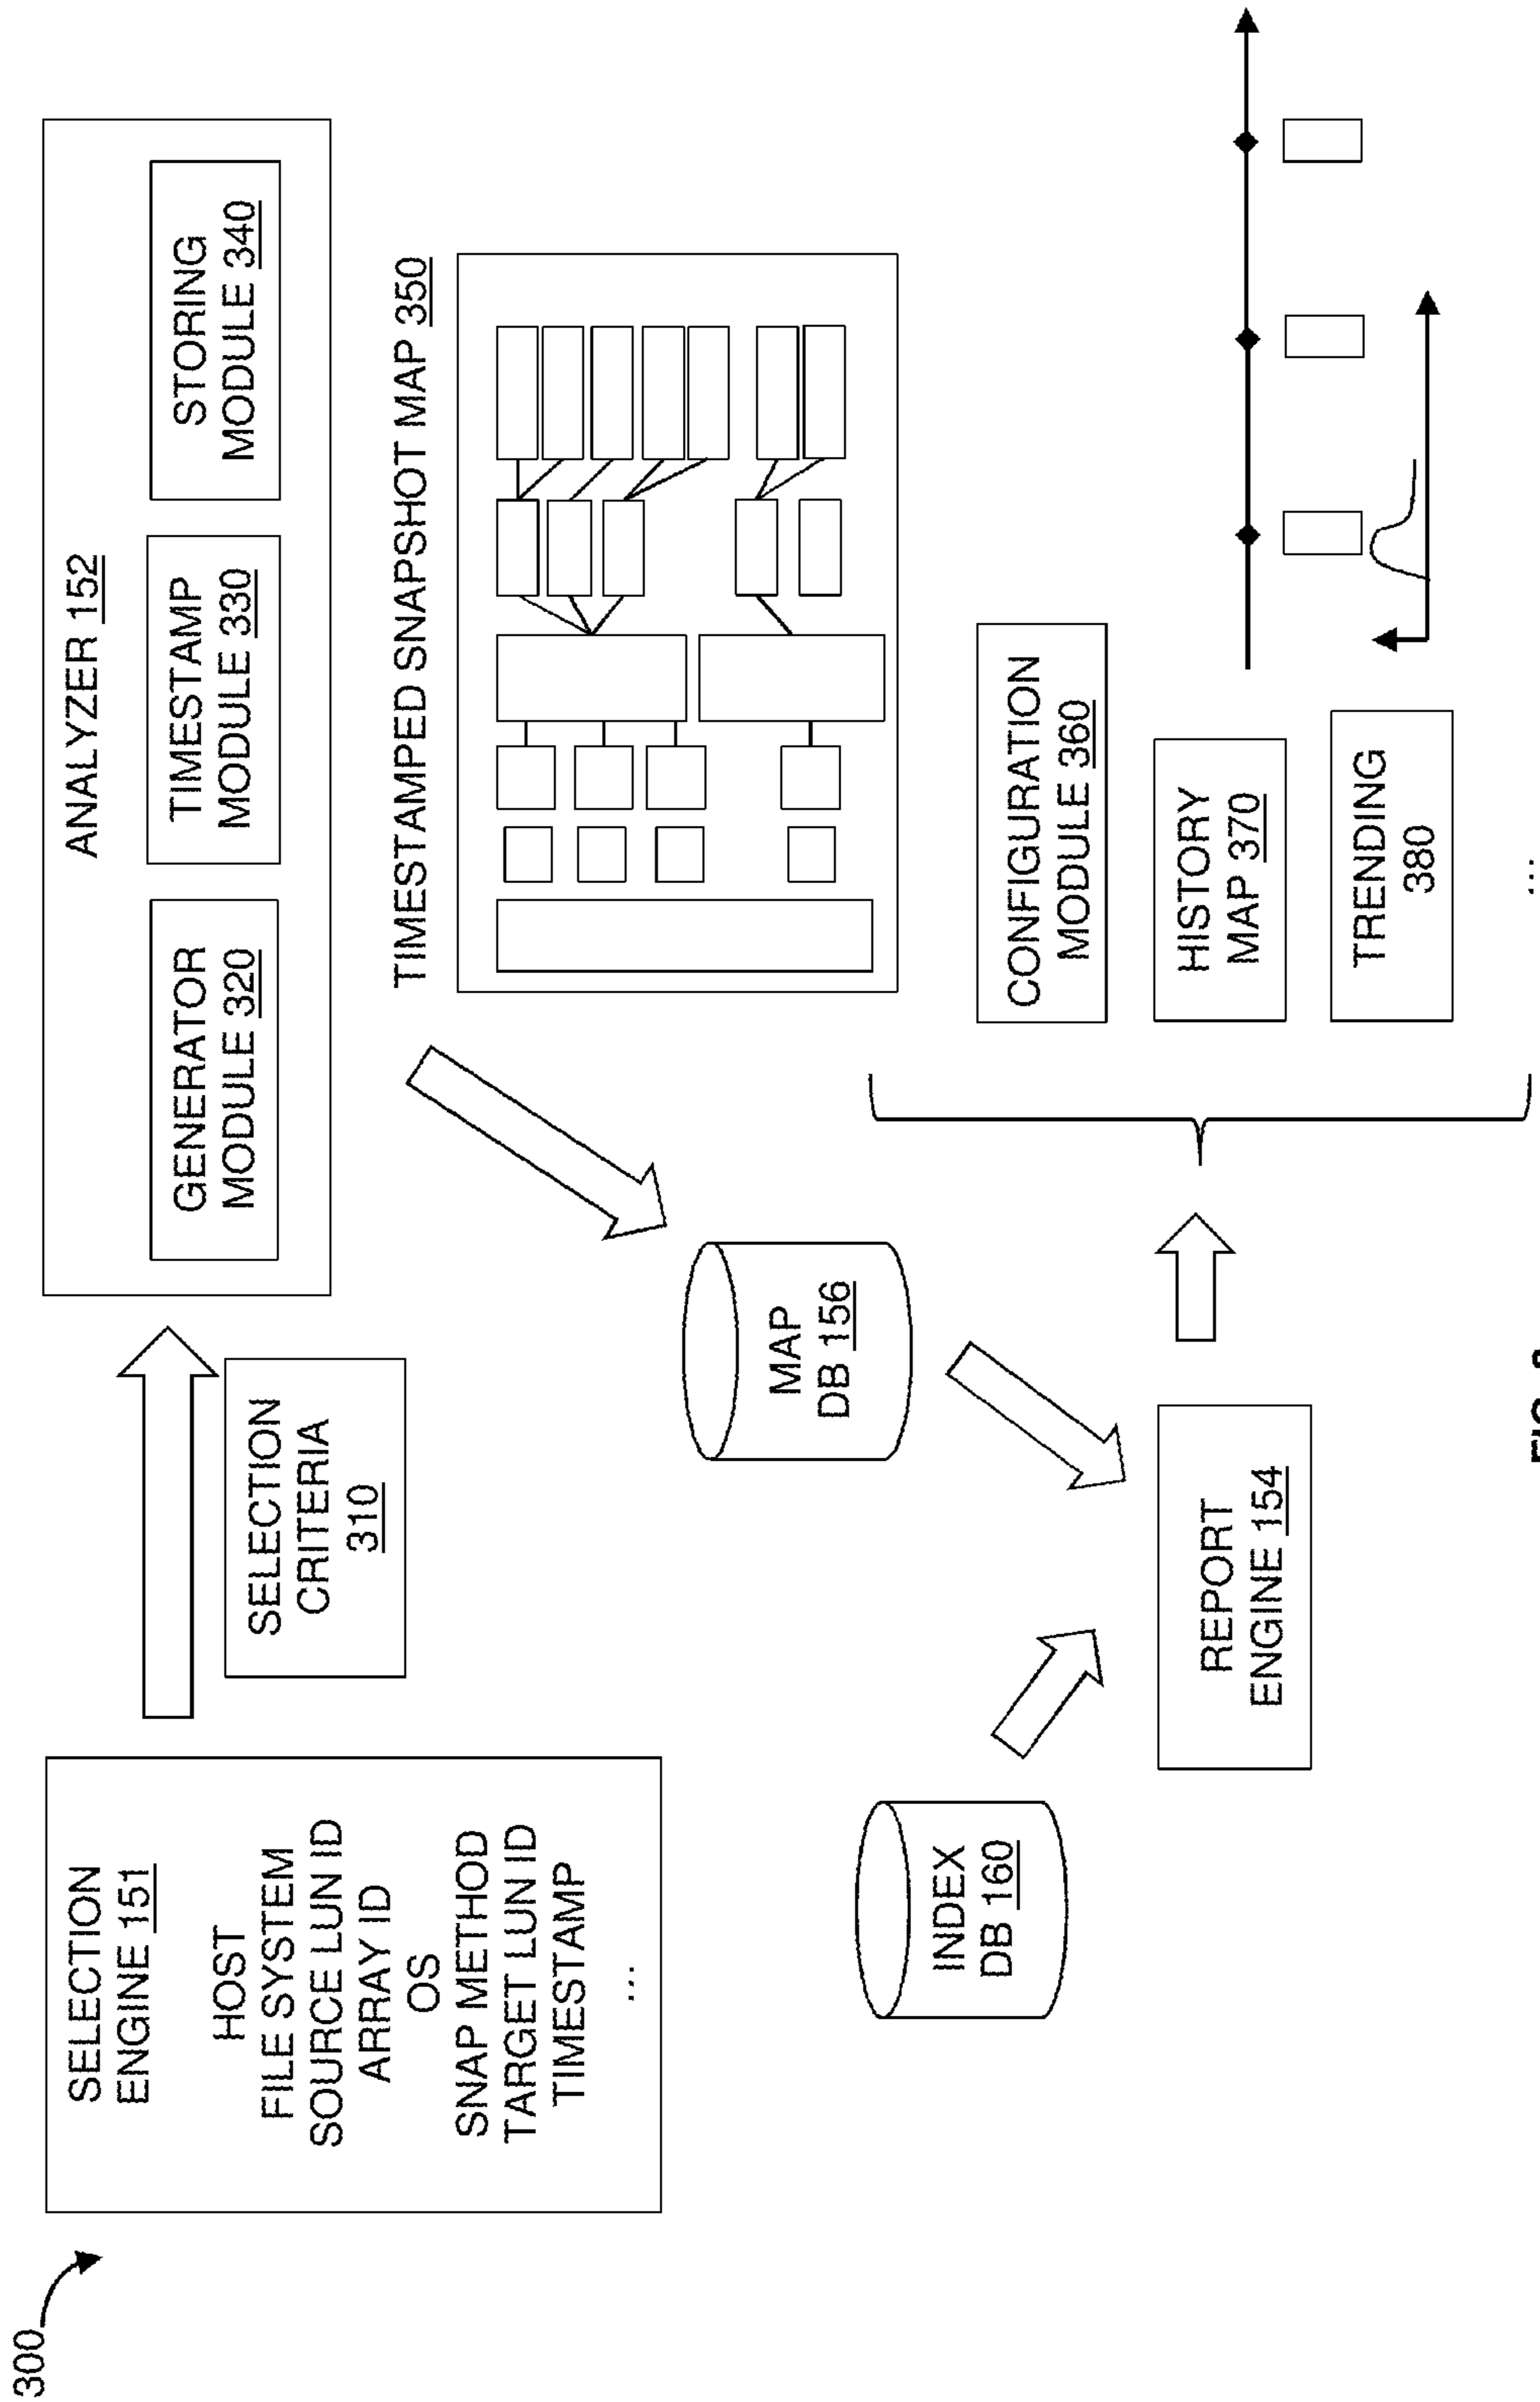 300
SELECTION
ENGINE 151
HOST
FILE SYSTEM
SOURCE LUN ID
ARRAY ID
OS
SNAP METHOD
TARGET LUN ID
TIMESTAMP
...
SELECTION
CRITERIA
310
ANALYZER 152
GENERATOR
MODULE 320
TIMESTAMP
MODULE 330
STORING
MODULE 340
TIMESTAMPED SNAPSHOT MAP 350
MAP
DB 156
INDEX
DB 160
REPORT
ENGINE 154
CONFIGURATION
MODULE 360
HISTORY
MAP 370
TRENDING
380
...
FIG.